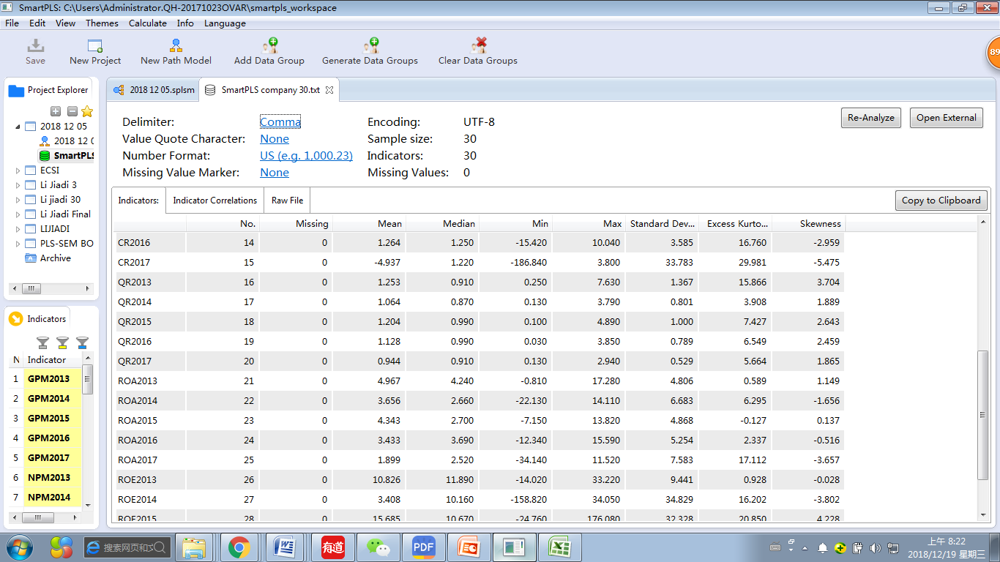 SmartPLS: C:\Users\Administrator.QH-20171023OVAR\smartpls_workspace
File Edit View Themes Calculate Info Language
Save New Project New Path Model Add Data Group Generate Data Groups Clear Data Groups
89
Project Explorer
2018 12 05
2018 12 0
SmartPLS
ECSI
Li Jiadi 3
Li jiadi 30
Li Jiadi Final
LIJIADI
PLS-SEM BO
Archive
Indicators
N Indicator
1 GPM2013
2 GPM2014
3 GPM2015
4 GPM2016
5 GPM2017
6 NPM2013
7 NPM2014
2018 12 05.splsm SmartPLS company 30.txt
Delimiter: Comma Encoding: UTF-8
Re-Analyze Open External
Value Quote Character: None Sample size: 30
Number Format: US (e.g. 1,000.23) Indicators: 30
Missing Value Marker: None Missing Values: 0
Indicators: Indicator Correlations Raw File Copy to Clipboard
No. Missing Mean Median Min Max Standard Dev... Excess Kurto... Skewness
CR2016 14 0 1.264 1.250 -15.420 10.040 3.585 16.760 -2.959
CR2017 15 0 -4.937 1.220 -186.840 3.800 33.783 29.981 -5.475
QR2013 16 0 1.253 0.910 0.250 7.630 1.367 15.866 3.704
QR2014 17 0 1.064 0.870 0.130 3.790 0.801 3.908 1.889
QR2015 18 0 1.204 0.990 0.100 4.890 1.000 7.427 2.643
QR2016 19 0 1.128 0.990 0.030 3.850 0.789 6.549 2.459
QR2017 20 0 0.944 0.910 0.130 2.940 0.529 5.664 1.865
ROA2013 21 0 4.967 4.240 -0.810 17.280 4.806 0.589 1.149
ROA2014 22 0 3.656 2.660 -22.130 14.110 6.683 6.295 -1.656
ROA2015 23 0 4.343 2.700 -7.150 13.820 4.868 -0.127 0.137
ROA2016 24 0 3.433 3.690 -12.340 15.590 5.254 2.337 -0.516
ROA2017 25 0 1.899 2.520 -34.140 11.520 7.583 17.112 -3.657
ROE2013 26 0 10.826 11.890 -14.020 33.220 9.441 0.928 -0.028
ROE2014 27 0 3.408 10.160 -158.820 34.050 34.829 16.202 -3.802
ROE2015 28 0 15.685 10.670 -24.760 176.080 32.328 20.850 4.228
搜索网页和文
有道
PDF
上午 8:22
2018/12/19 星期三